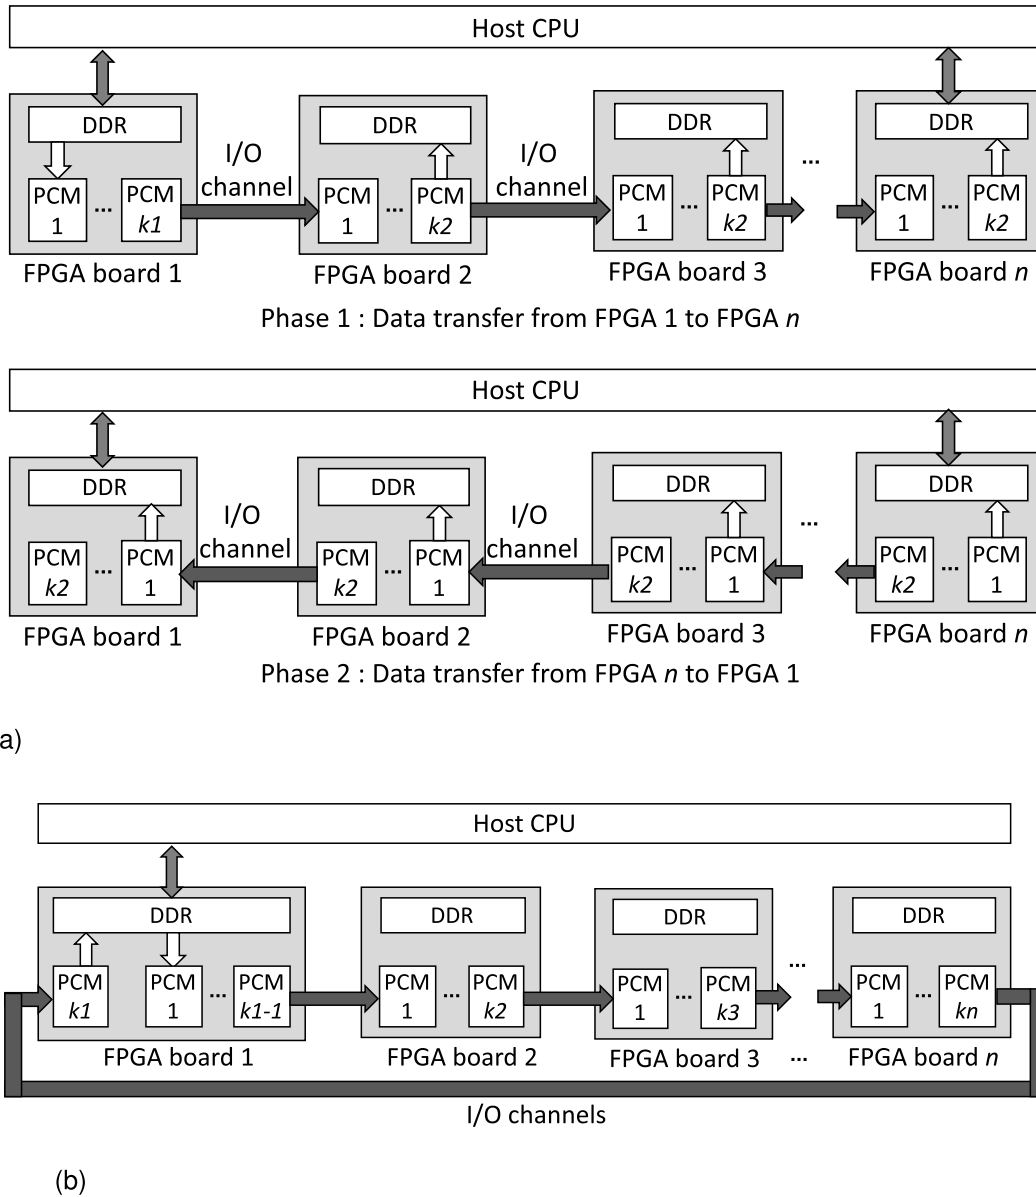 Host CPU
DDR DDR DDR DDR
I/O channel I/O channel
...
PCM 1 ... PCM k1 PCM 1 ... PCM k2 PCM 1 ... PCM k2 PCM 1 ... PCM k2
FPGA board 1 FPGA board 2 FPGA board 3 FPGA board n
Phase 1 : Data transfer from FPGA 1 to FPGA n
Host CPU
DDR DDR DDR DDR
I/O channel I/O channel
...
PCM k2 ... PCM 1 PCM k2 ... PCM 1 PCM k2 ... PCM 1 PCM k2 ... PCM 1
FPGA board 1 FPGA board 2 FPGA board 3 FPGA board n
Phase 2 : Data transfer from FPGA n to FPGA 1
a)
Host CPU
DDR DDR DDR DDR
...
PCM k1 PCM 1 ... PCM k1-1 PCM 1 ... PCM k2 PCM 1 ... PCM k3 PCM 1 ... PCM kn
FPGA board 1 FPGA board 2 FPGA board 3 ... FPGA board n
I/O channels
(b)